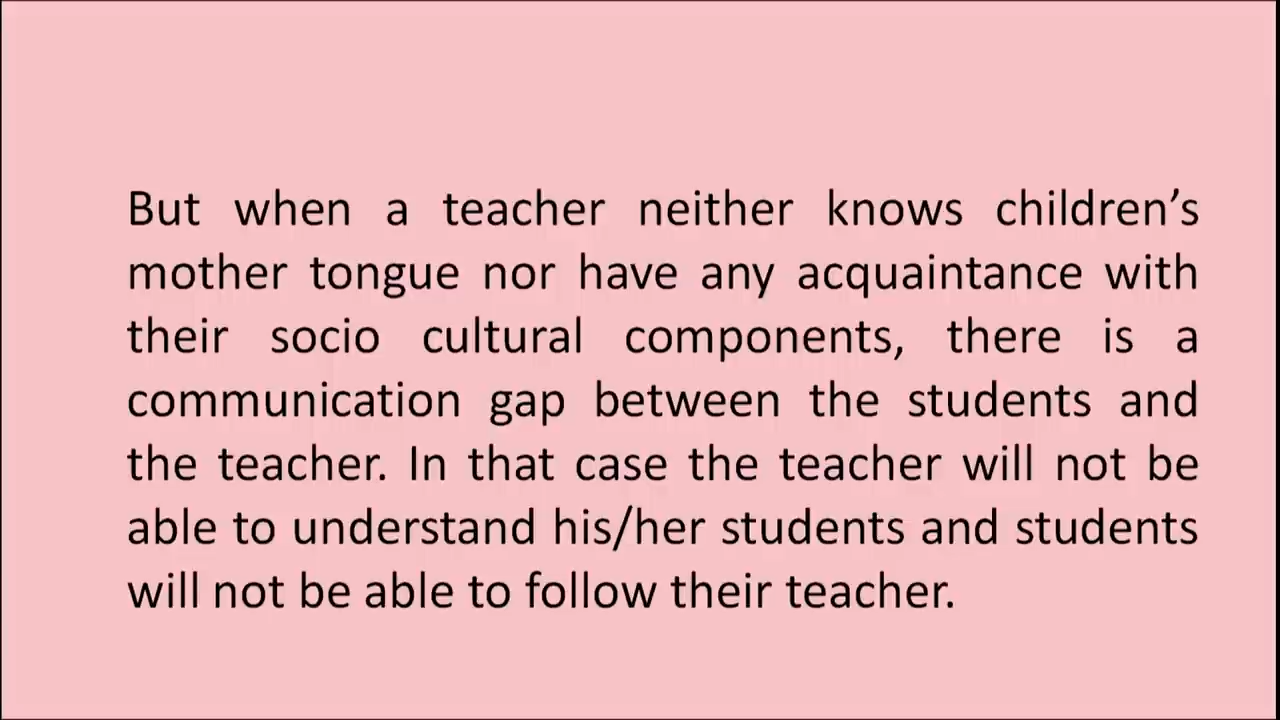 But when a teacher neither knows children’s
mother tongue nor have any acquaintance with
their socio cultural components, there is a
communication gap between the students and
the teacher. In that case the teacher will not be
able to understand his/her students and students
will not be able to follow their teacher.